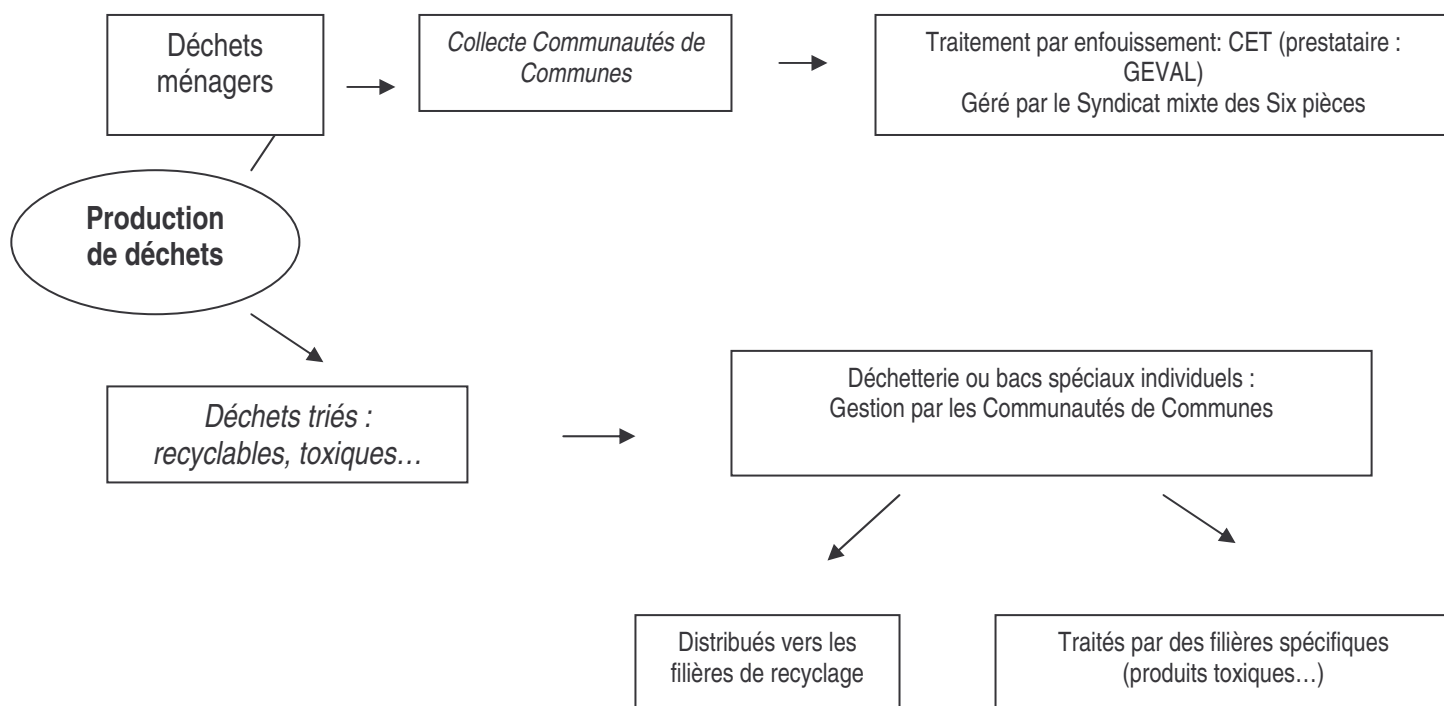 Déchets
ménagers
Collecte Communautés de
Communes
Traitement par enfouissement: CET (prestataire :
GEVAL)
Géré par le Syndicat mixte des Six pièces
Production
de déchets
Déchets triés :
recyclables, toxiques…
Déchetterie ou bacs spéciaux individuels :
Gestion par les Communautés de Communes
Distribués vers les
filières de recyclage
Traités par des filières spécifiques
(produits toxiques…)